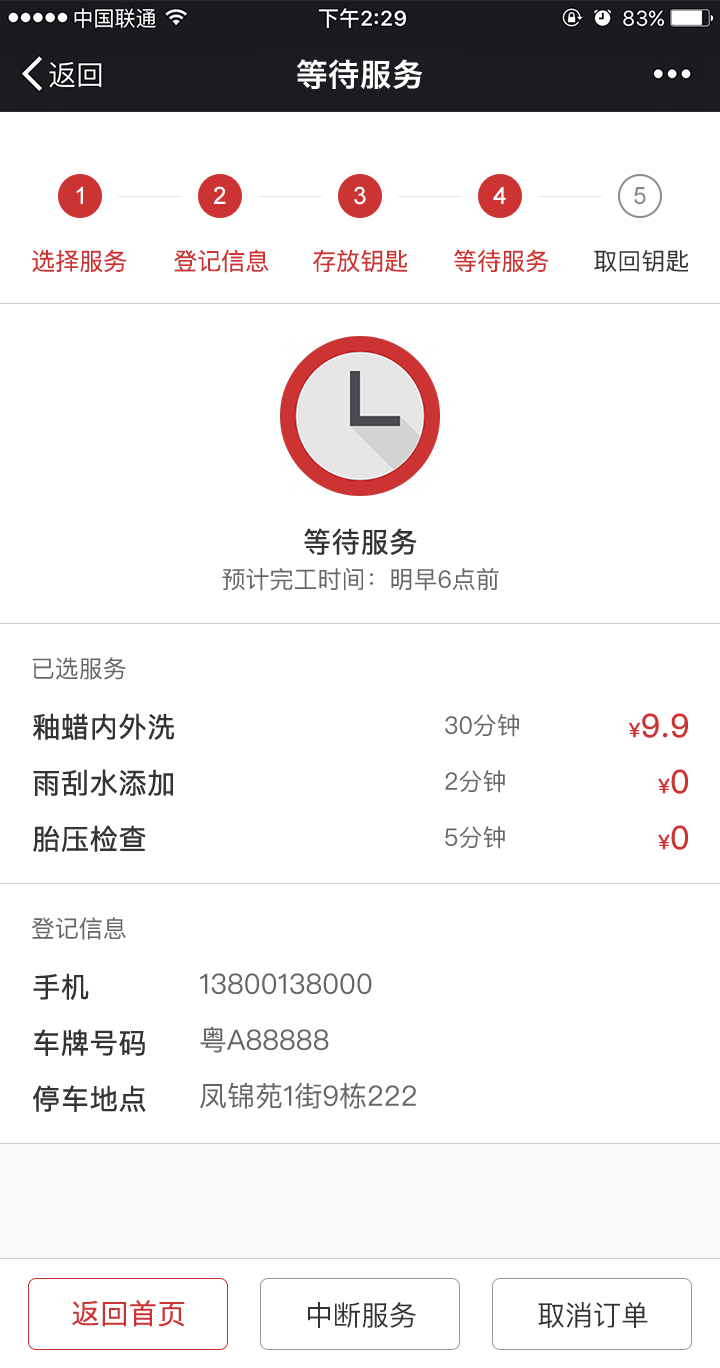 中国联通 下午2:29 83%
返回 等待服务
1 2 3 4 5
选择服务 登记信息 存放钥匙 等待服务 取回钥匙
等待服务
预计完工时间：明早6点前
已选服务
釉蜡内外洗 30分钟 ¥9.9
雨刮水添加 2分钟 ¥0
胎压检查 5分钟 ¥0
登记信息
手机 13800138000
车牌号码 粤A88888
停车地点 凤锦苑1街9栋222
返回首页 中断服务 取消订单